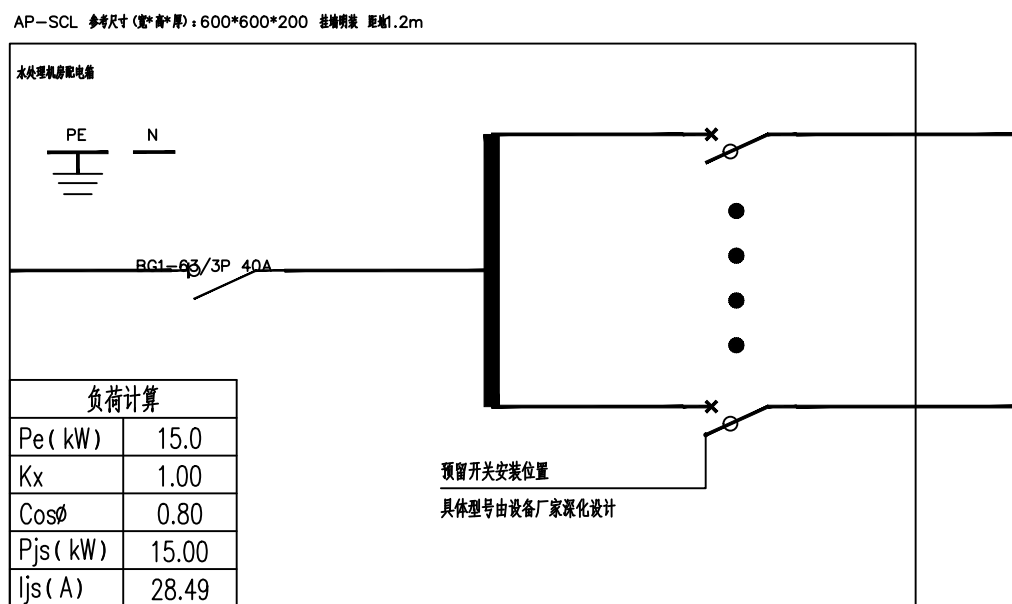 AP-SCL 参考尺寸(宽*高*厚):600*600*200 挂墙明装 距地1.2m
水处理机房配电箱
PE N
BG1-63/3P 40A
负荷计算
Pe(kW) 15.0
Kx 1.00
CosØ 0.80
Pjs(kW) 15.00
Ijs(A) 28.49
预留开关安装位置
具体型号由设备厂家深化设计